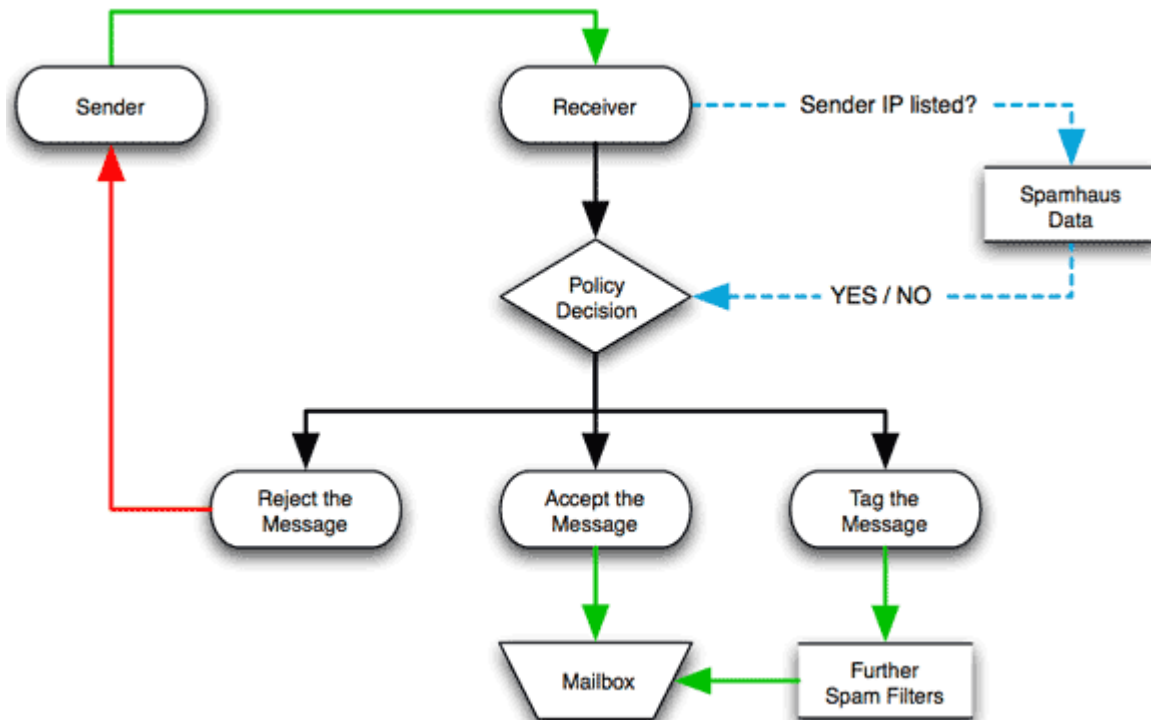 Sender
Receiver
Sender IP listed?
Spamhaus
Data
Policy
Decision
YES / NO
Reject the
Message
Accept the
Message
Tag the
Message
Mailbox
Further
Spam Filters